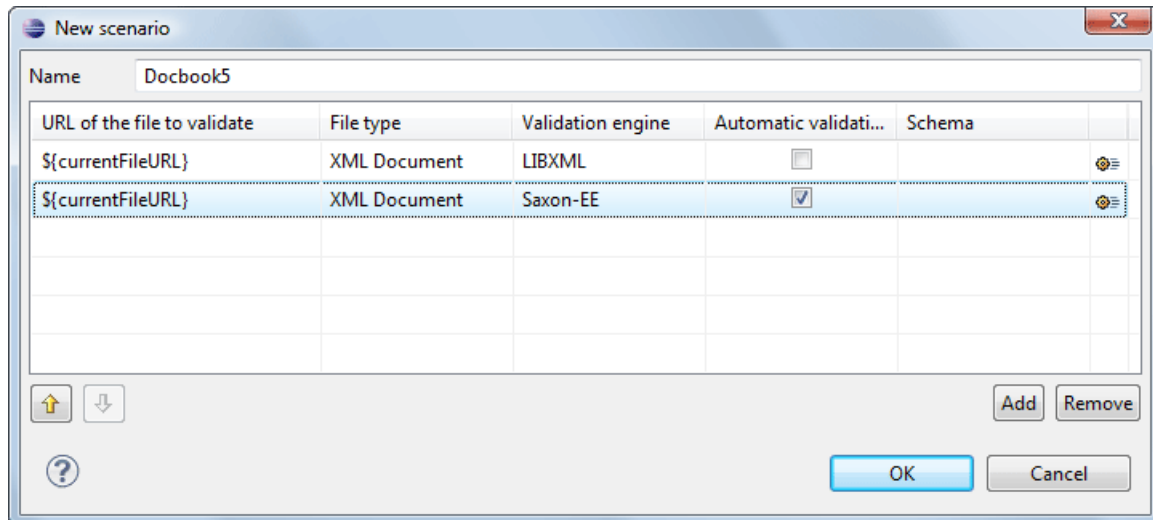 New scenario
Name Docbook5
URL of the file to validate File type Validation engine Automatic validati... Schema
${currentFileURL} XML Document LIBXML
${currentFileURL} XML Document Saxon-EE
Add Remove
? OK Cancel